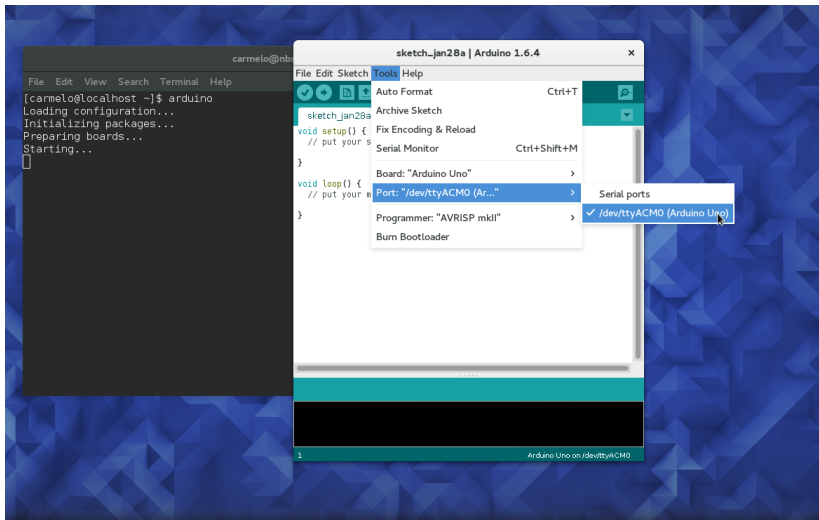 carmelo@nbs
File Edit View Search Terminal Help
[carmelo@localhost ~]$ arduino
Loading configuration...
Initializing packages...
Preparing boards...
Starting...
sketch_jan28a | Arduino 1.6.4
File Edit Sketch Tools Help
sketch_jan28a
void setup() {
// put your s
}
void loop() {
// put your m
}
Auto Format Ctrl+T
Archive Sketch
Fix Encoding & Reload
Serial Monitor Ctrl+Shift+M
Board: "Arduino Uno"
Port: "/dev/ttyACM0 (Ar..."
Programmer: "AVRISP mkII"
Burn Bootloader
Serial ports
/dev/ttyACM0 (Arduino Uno)
1 Arduino Uno on /dev/ttyACM0